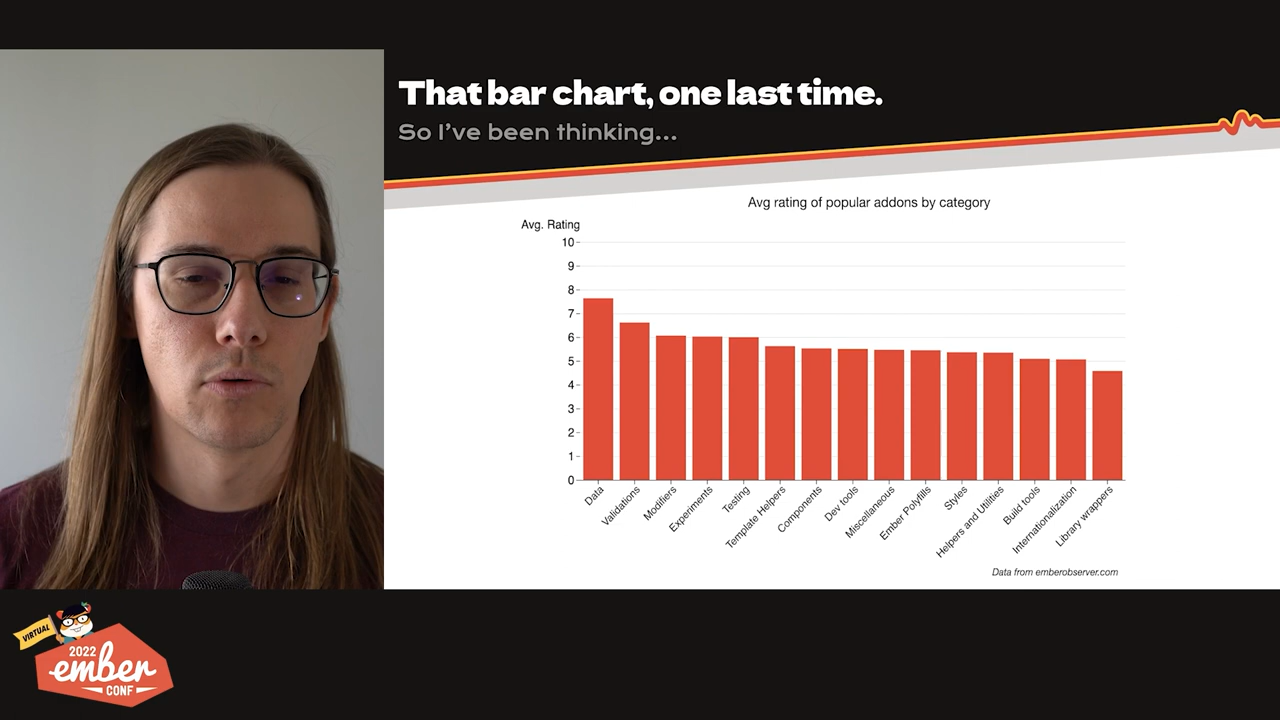 That bar chart, one last time.
So I've been thinking...
Avg rating of popular addons by category
Avg. Rating
10
9
8
7
6
5
4
3
2
1
0
Data
Validations
Modifiers
Experiments
Testing
Template Helpers
Components
Dev tools
Miscellaneous
Ember Polyfills
Styles
Helpers and Utilities
Build tools
Internationalization
Library wrappers
Data from emberobserver.com
VIRTUAL
2022
ember
CONF